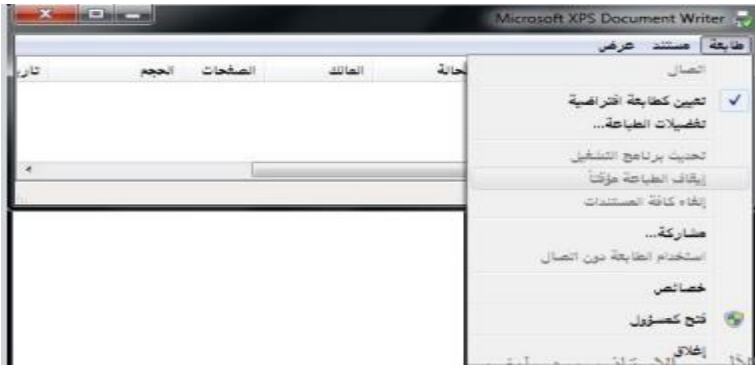 Microsoft XPS Document Writer
طابعة مستند عرض
الحالة المالك الصفحات الحجم
اتصال
تعيين كطابعة افتراضية
تفضيلات الطباعة...
تحديث برنامج التشغيل
إيقاف الطباعة مؤقتاً
إلغاء كافة المستندات
مشاركة...
استخدام الطابعة دون اتصال
خصائص
فتح كمسؤول
إغلاق